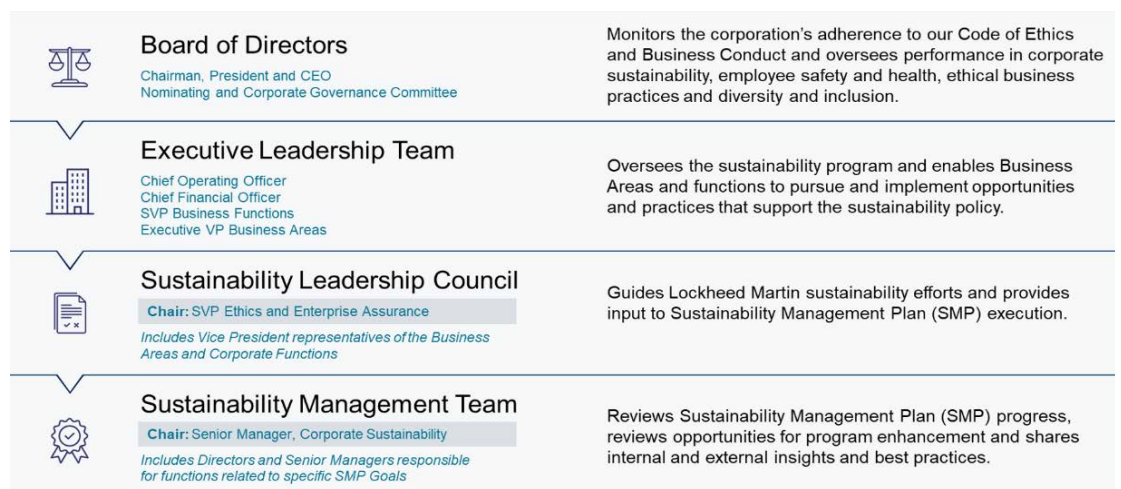 Board of Directors
Chairman, President and CEO
Nominating and Corporate Governance Committee
Monitors the corporation's adherence to our Code of Ethics
and Business Conduct and oversees performance in corporate
sustainability, employee safety and health, ethical business
practices and diversity and inclusion.
Executive Leadership Team
Chief Operating Officer
Chief Financial Officer
SVP Business Functions
Executive VP Business Areas
Oversees the sustainability program and enables Business
Areas and functions to pursue and implement opportunities
and practices that support the sustainability policy.
Sustainability Leadership Council
Chair: SVP Ethics and Enterprise Assurance
Includes Vice President representatives of the Business
Areas and Corporate Functions
Guides Lockheed Martin sustainability efforts and provides
input to Sustainability Management Plan (SMP) execution.
Sustainability Management Team
Chair: Senior Manager, Corporate Sustainability
Includes Directors and Senior Managers responsible
for functions related to specific SMP Goals
Reviews Sustainability Management Plan (SMP) progress,
reviews opportunities for program enhancement and shares
internal and external insights and best practices.